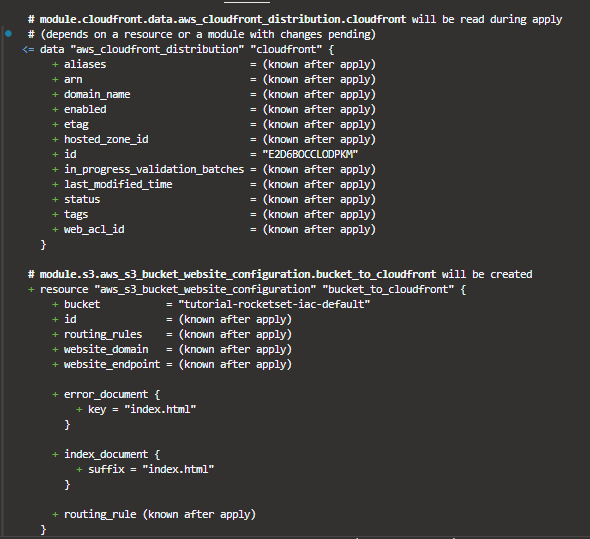 # module.cloudfront.data.aws_cloudfront_distribution.cloudfront will be read during apply
# (depends on a resource or a module with changes pending)
<= data "aws_cloudfront_distribution" "cloudfront" {
+ aliases = (known after apply)
+ arn = (known after apply)
+ domain_name = (known after apply)
+ enabled = (known after apply)
+ etag = (known after apply)
+ hosted_zone_id = (known after apply)
+ id = "E2D6BOCCLODPKM"
+ in_progress_validation_batches = (known after apply)
+ last_modified_time = (known after apply)
+ status = (known after apply)
+ tags = (known after apply)
+ web_acl_id = (known after apply)
}
# module.s3.aws_s3_bucket_website_configuration.bucket_to_cloudfront will be created
+ resource "aws_s3_bucket_website_configuration" "bucket_to_cloudfront" {
+ bucket = "tutorial-rocketset-iac-default"
+ id = (known after apply)
+ routing_rules = (known after apply)
+ website_domain = (known after apply)
+ website_endpoint = (known after apply)
+ error_document {
+ key = "index.html"
}
+ index_document {
+ suffix = "index.html"
}
+ routing_rule (known after apply)
}